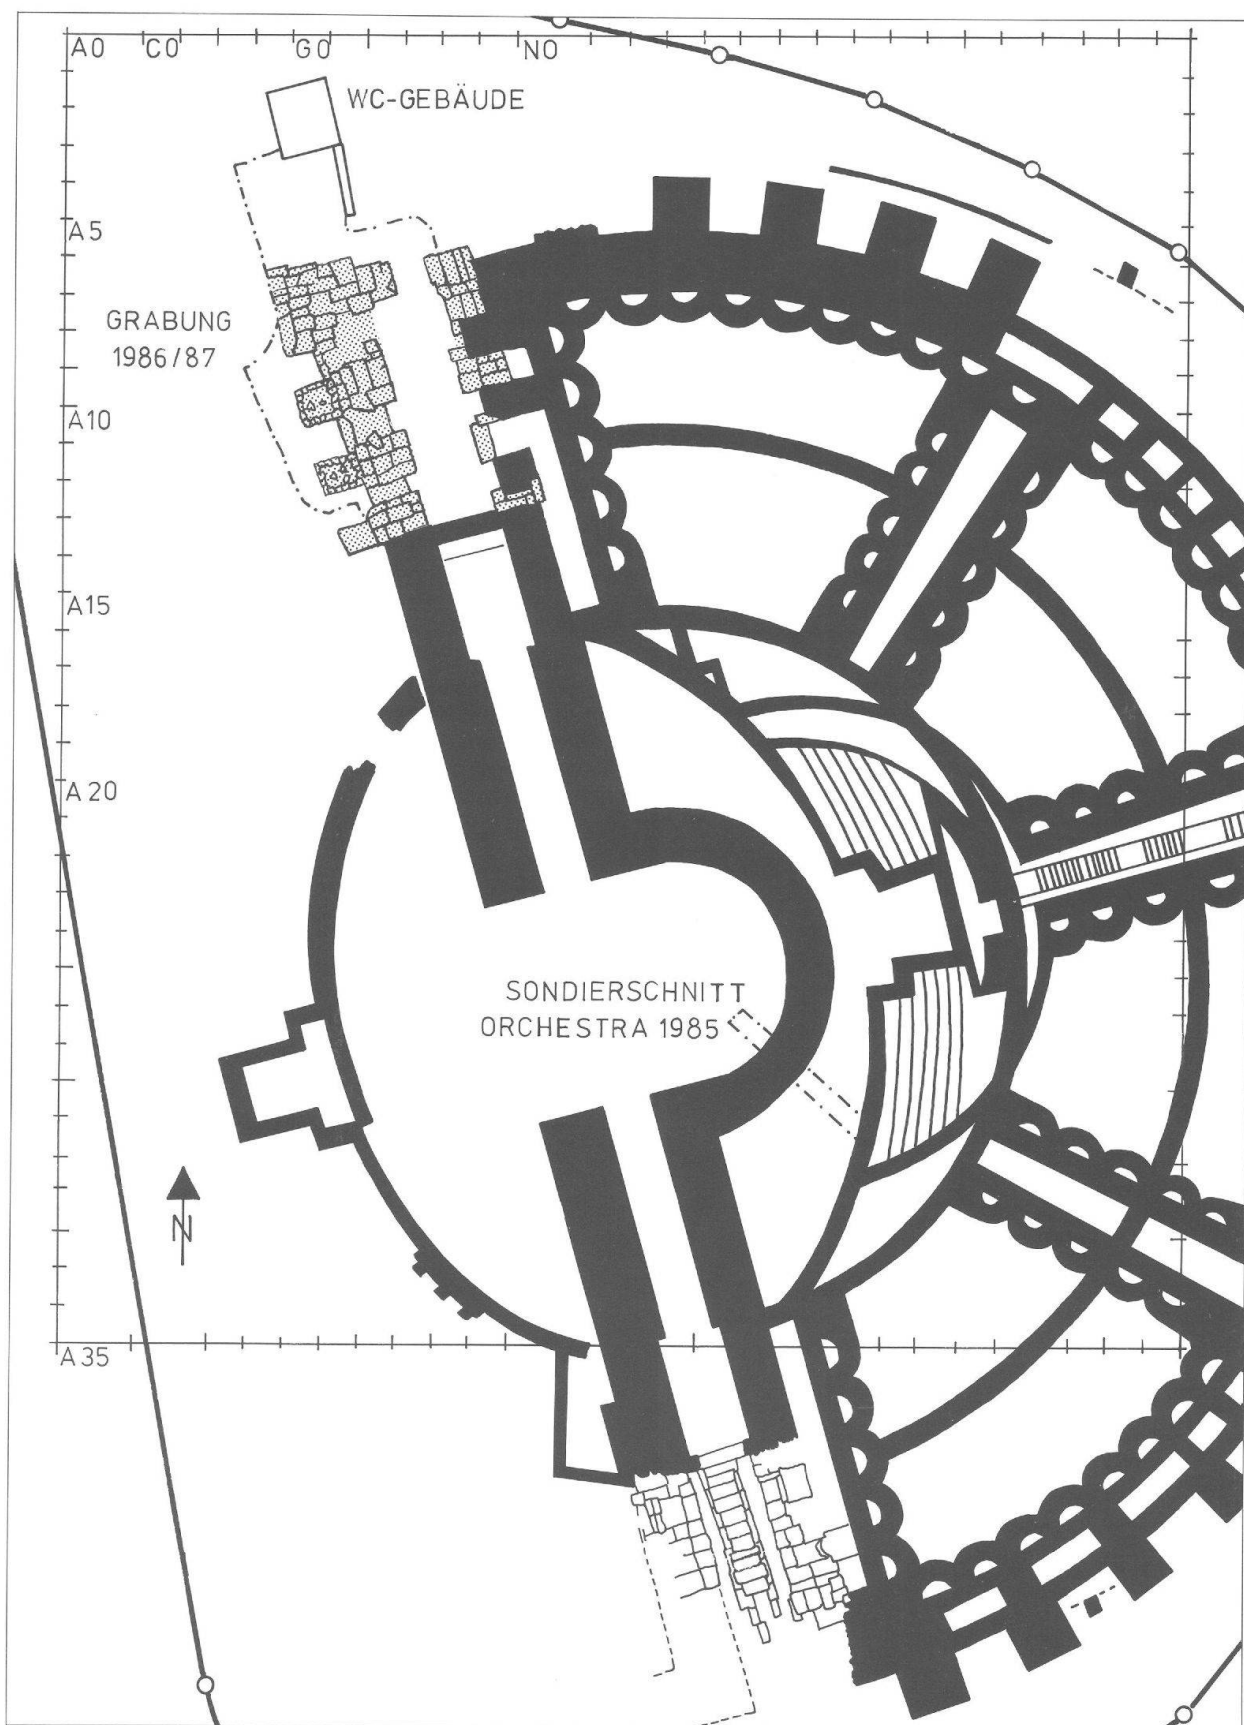 A0 C0 G0 N0
WC-GEBÄUDE
A5
GRABUNG
1986/87
A10
A15
A20
SONDIERSCHNITT
ORCHESTRA 1985
N
A35